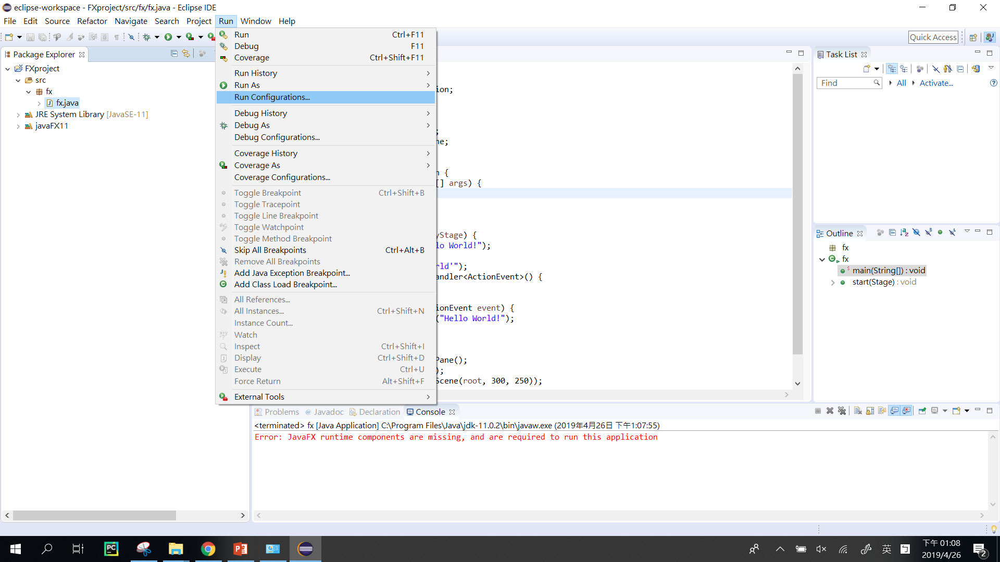 eclipse-workspace - FXproject/src/fx/fx.java - Eclipse IDE
File Edit Source Refactor Navigate Search Project Run Window Help
Quick Access
Package Explorer
FXproject
src
fx
fx.java
JRE System Library [JavaSE-11]
javaFX11
Run Ctrl+F11
Debug F11
Coverage Ctrl+Shift+F11
Run History
Run As
Run Configurations...
Debug History
Debug As
Debug Configurations...
Coverage History
Coverage As
Coverage Configurations...
Toggle Breakpoint Ctrl+Shift+B
Toggle Tracepoint
Toggle Line Breakpoint
Toggle Watchpoint
Toggle Method Breakpoint
Skip All Breakpoints Ctrl+Alt+B
Remove All Breakpoints
Add Java Exception Breakpoint...
Add Class Load Breakpoint...
All References...
All Instances... Ctrl+Shift+N
Instance Count...
Watch
Inspect Ctrl+Shift+I
Display Ctrl+Shift+D
Execute Ctrl+U
Force Return Alt+Shift+F
External Tools
ion;
;
ne;
n {
[] args) {
yStage) {
lo World!");
rld'");
andler<ActionEvent>() {
ionEvent event) {
("Hello World!");
Pane();
);
Scene(root, 300, 250));
Task List
Find
All
Activate...
Outline
fx
fx
main(String[]) : void
start(Stage) : void
Problems @ Javadoc Declaration Console
<terminated> fx [Java Application] C:\Program Files\Java\jdk-11.0.2\bin\javaw.exe (2019年4月26日 下午1:07:55)
Error: JavaFX runtime components are missing, and are required to run this application
PC
英
下午 01:08
2019/4/26
2